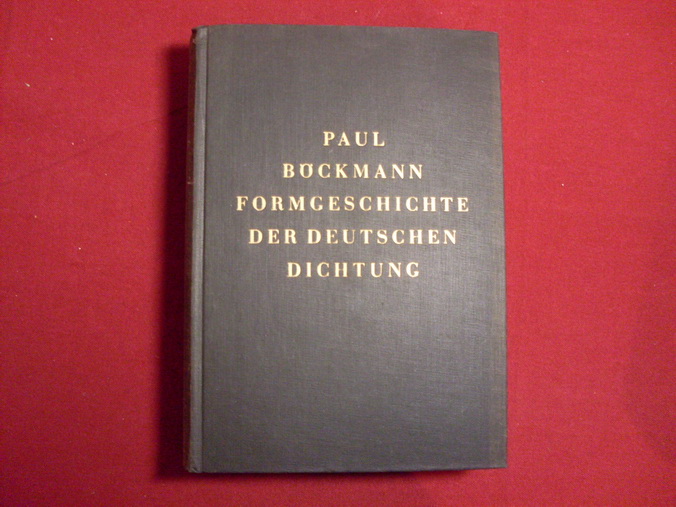 PAUL
BÖCKMANN
FORMGESCHICHTE
DER DEUTSCHEN
DICHTUNG